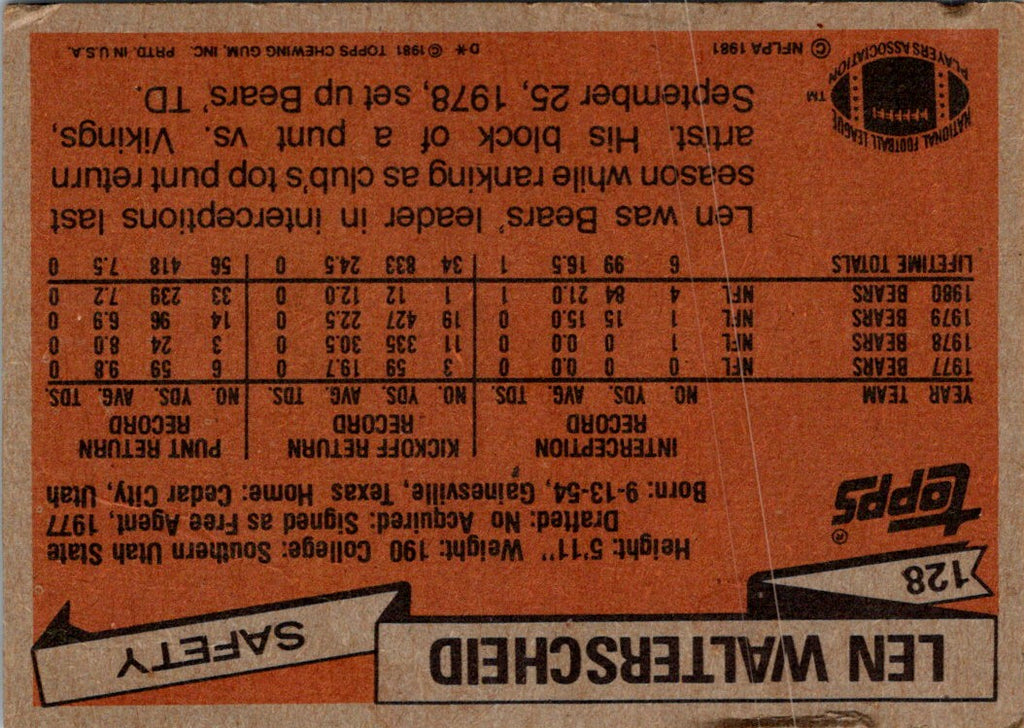 LEN WALTERSCHEID
SAFETY
128
topps®
Height: 5'11" Weight: 190 College: Southern Utah State
Drafted: No Acquired: Signed as Free Agent, 1977
Born: 9-13-54, Gainesville, Texas Home: Cedar City, Utah
INTERCEPTION RECORD KICKOFF RETURN RECORD PUNT RETURN RECORD
YEAR TEAM NO. YDS. AVG. TDS. NO. YDS. AVG. TDS. NO. YDS. AVG. TDS.
1977 BEARS NFL 0 0 0.0 0 3 59 19.7 0 6 59 9.8 0
1978 BEARS NFL 1 0 0.0 0 11 335 30.5 0 3 24 8.0 0
1979 BEARS NFL 1 15 15.0 0 19 427 22.5 0 14 96 6.9 0
1980 BEARS NFL 4 84 21.0 1 1 12 12.0 0 33 239 7.2 0
LIFETIME TOTALS 6 99 16.5 1 34 833 24.5 0 56 418 7.5 0
Len was Bears' leader in interceptions last
season while ranking as club's top punt return
artist. His block of a punt vs. Vikings,
September 25, 1978, set up Bears' TD.
NATIONAL FOOTBALL LEAGUE
PLAYERS ASSOCIATION
TM
© NFLPA 1981
D* © 1981 TOPPS CHEWING GUM, INC. PRTD. IN U.S.A.